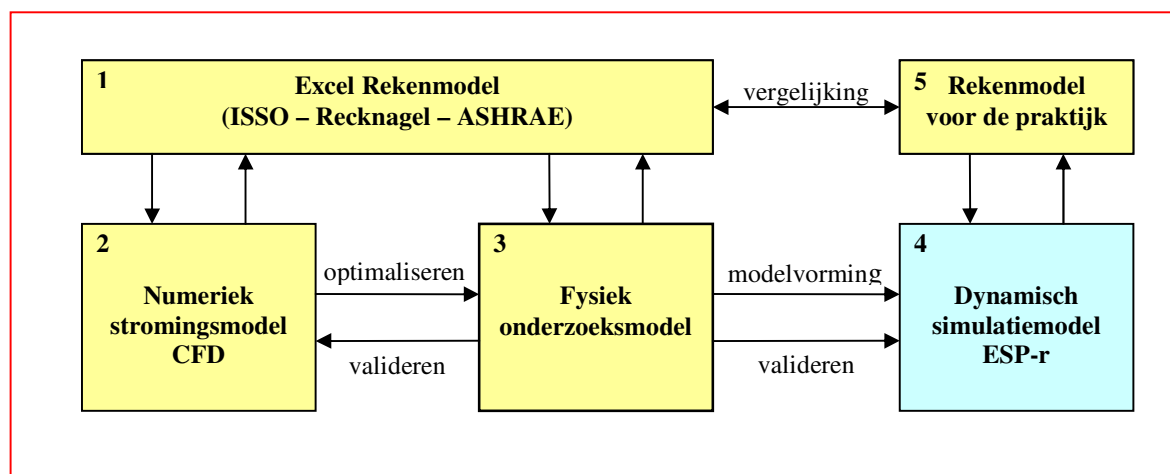 1
Excel Rekenmodel
(ISSO – Recknagel – ASHRAE)
vergelijking
5
Rekenmodel
voor de praktijk
2
Numeriek
stromingsmodel
CFD
optimaliseren
valideren
3
Fysiek
onderzoeksmodel
modelvorming
valideren
4
Dynamisch
simulatiemodel
ESP-r